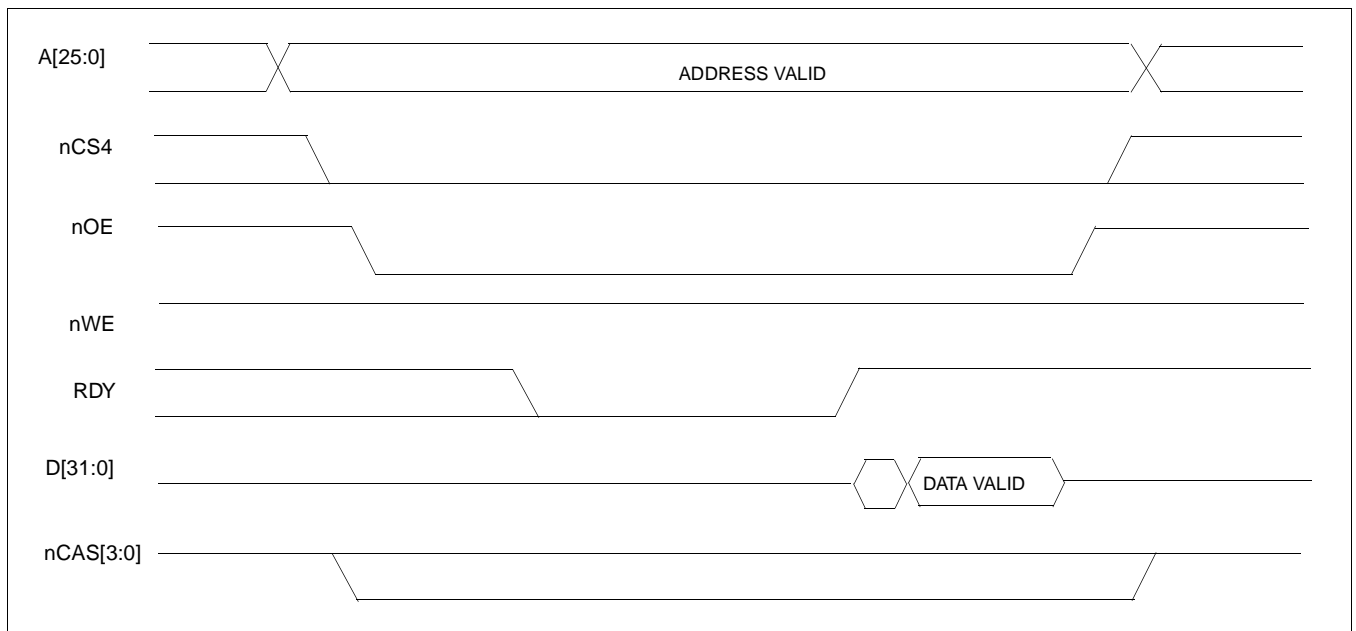 A[25:0]
ADDRESS VALID
nCS4
nOE
nWE
RDY
D[31:0]
DATA VALID
nCAS[3:0]